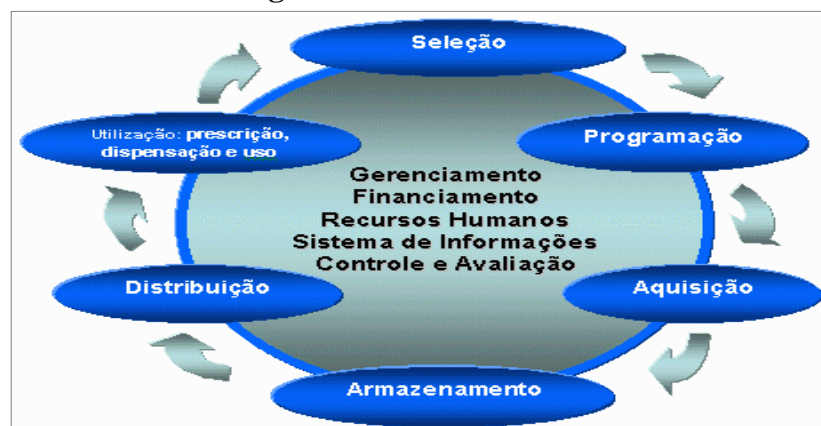 Seleção
Programação
Utilização: prescrição,
dispensação e uso
Gerenciamento
Financiamento
Recursos Humanos
Sistema de Informações
Controle e Avaliação
Distribuição
Aquisição
Armazenamento